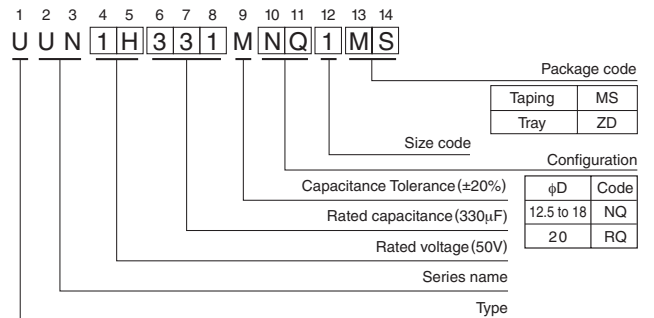 1 2 3 4 5 6 7 8 9 10 11 12 13 14
U U N 1 H 3 3 1 M N Q 1 M S
Package code
Taping MS
Tray ZD
Size code
Configuration
ϕD Code
12.5 to 18 NQ
20 RQ
Capacitance Tolerance (±20%)
Rated capacitance (330μF)
Rated voltage (50V)
Series name
Type